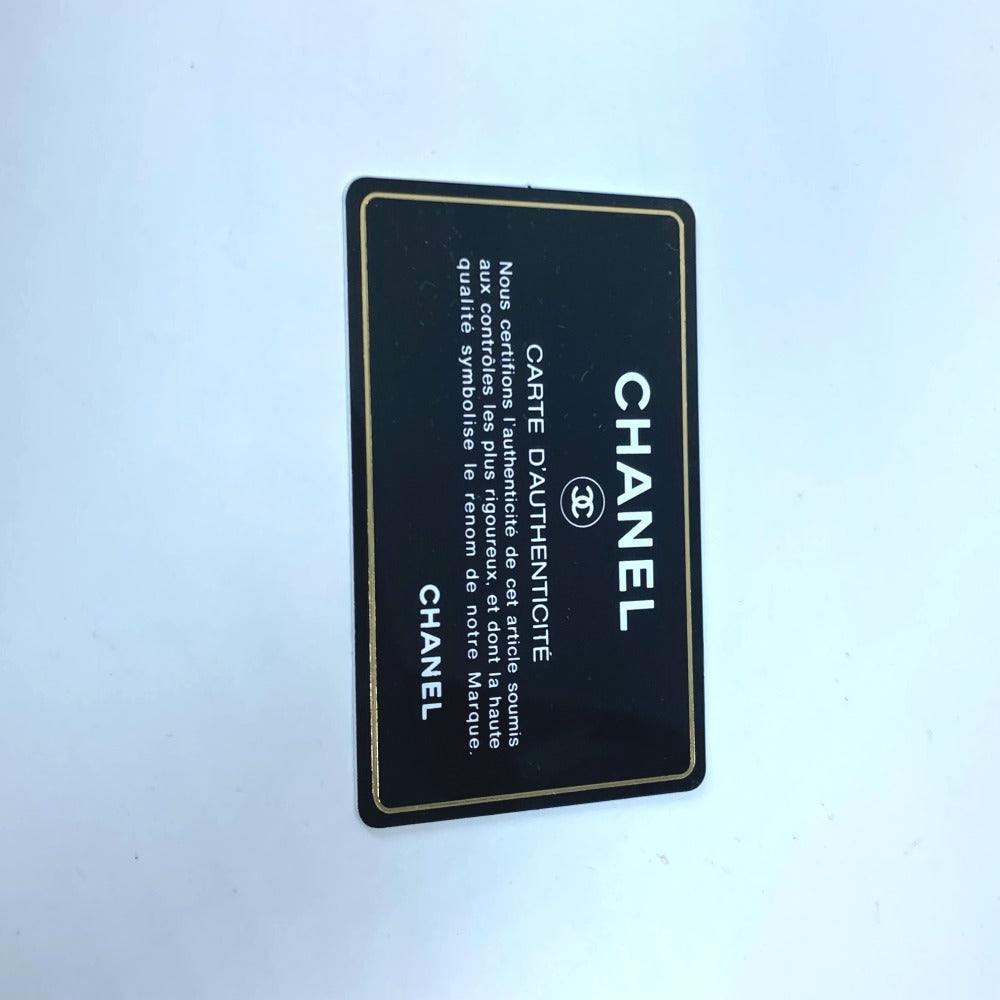 CHANEL
CARTE D'AUTHENTICITÉ
Nous certifions l'authenticité de cet article soumis
aux contrôles les plus rigoureux, et dont la haute
qualité symbolise le renom de notre Marque.
CHANEL